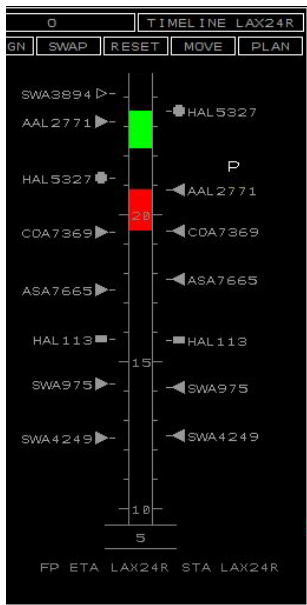 0 TIMELINE LAX24R
GN SWAP RESET MOVE PLAN
SWA3894
HAL5327
AAL2771
P
HAL5327
AAL2771
20
COA7369 COA7369
ASA7665
ASA7665
HAL113 HAL113
15
SWA975 SWA975
SWA4249 SWA4249
10
5
FP ETA LAX24R STA LAX24R